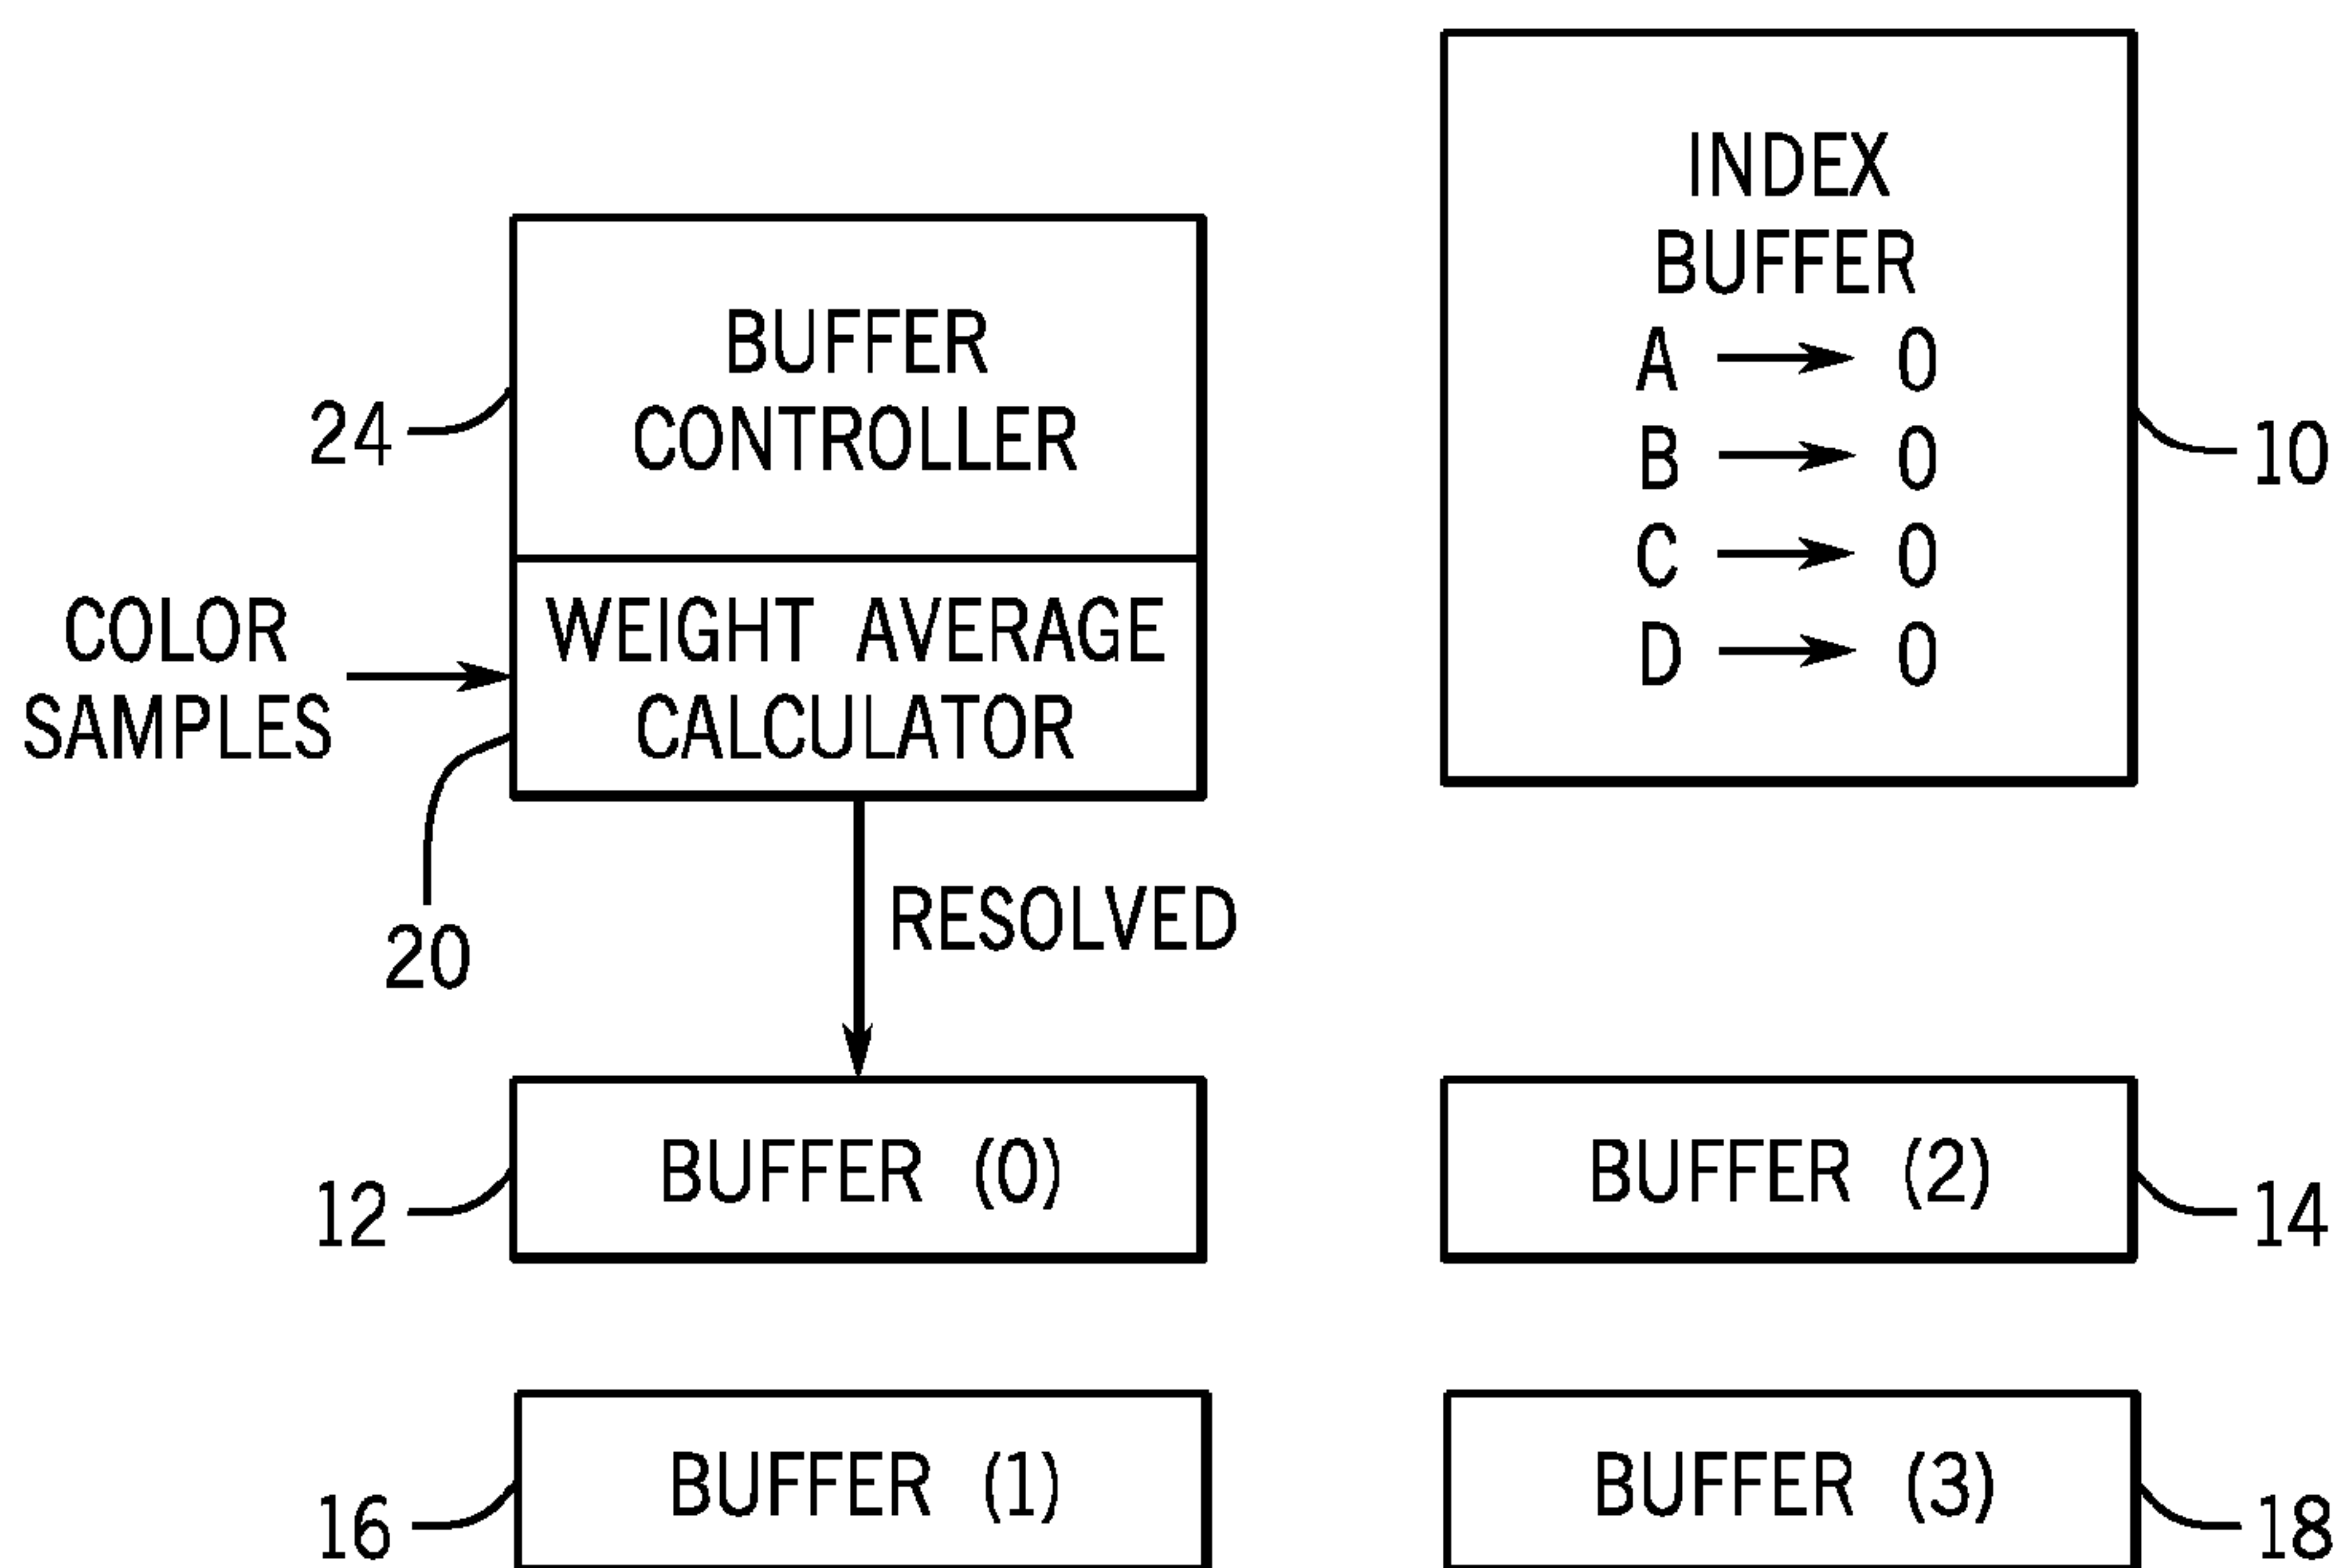 INDEX
BUFFER
A → 0
B → 0
C → 0
D → 0
10
BUFFER
CONTROLLER
24
COLOR
SAMPLES
WEIGHT AVERAGE
CALCULATOR
20
RESOLVED
BUFFER (0)
12
BUFFER (2)
14
BUFFER (1)
16
BUFFER (3)
18